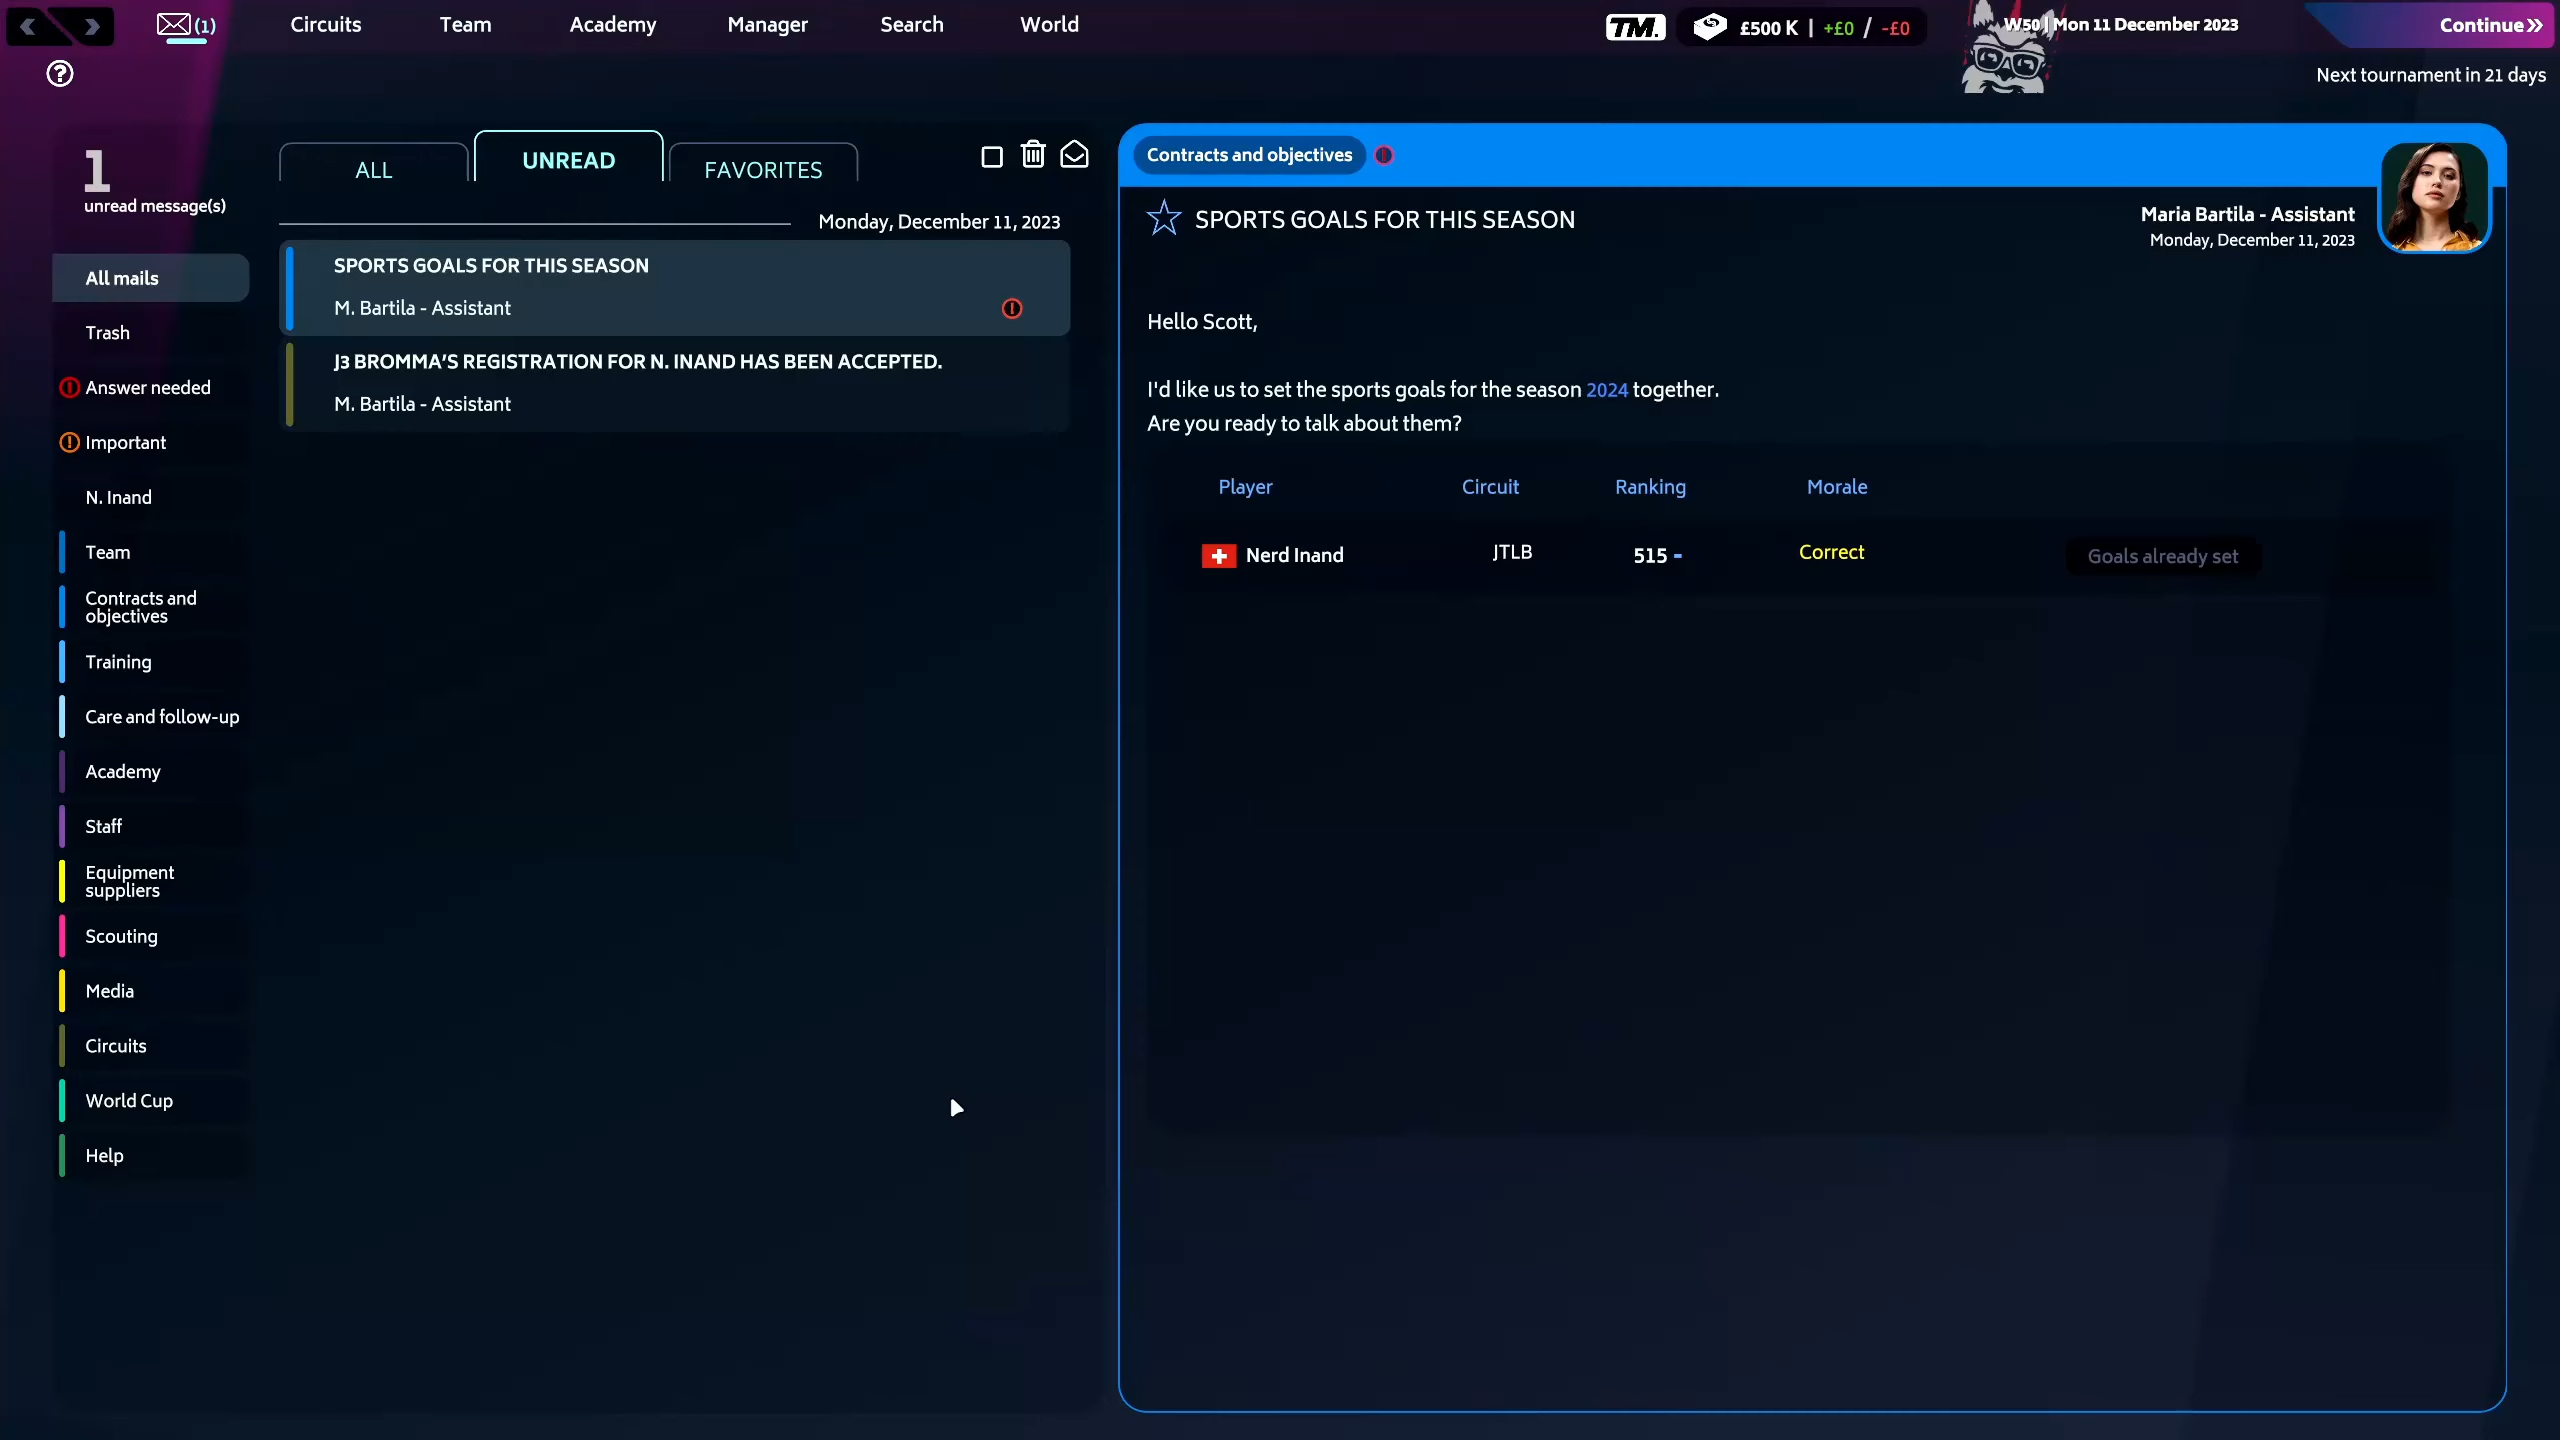 (1)
Circuits
Team
Academy
Manager
Search
World
TM.
£500 K | +£0 / -£0
W50 | Mon 11 December 2023
Continue
Next tournament in 21 days
1
unread message(s)
All mails
Trash
Answer needed
Important
N. Inand
Team
Contracts and
objectives
Training
Care and follow-up
Academy
Staff
Equipment
suppliers
Scouting
Media
Circuits
World Cup
Help
ALL
UNREAD
FAVORITES
Monday, December 11, 2023
SPORTS GOALS FOR THIS SEASON
M. Bartila - Assistant
J3 BROMMA'S REGISTRATION FOR N. INAND HAS BEEN ACCEPTED.
M. Bartila - Assistant
Contracts and objectives
SPORTS GOALS FOR THIS SEASON
Maria Bartila - Assistant
Monday, December 11, 2023
Hello Scott,
I'd like us to set the sports goals for the season 2024 together.
Are you ready to talk about them?
Player Circuit Ranking Morale
Nerd Inand JTLB 515 - Correct Goals already set